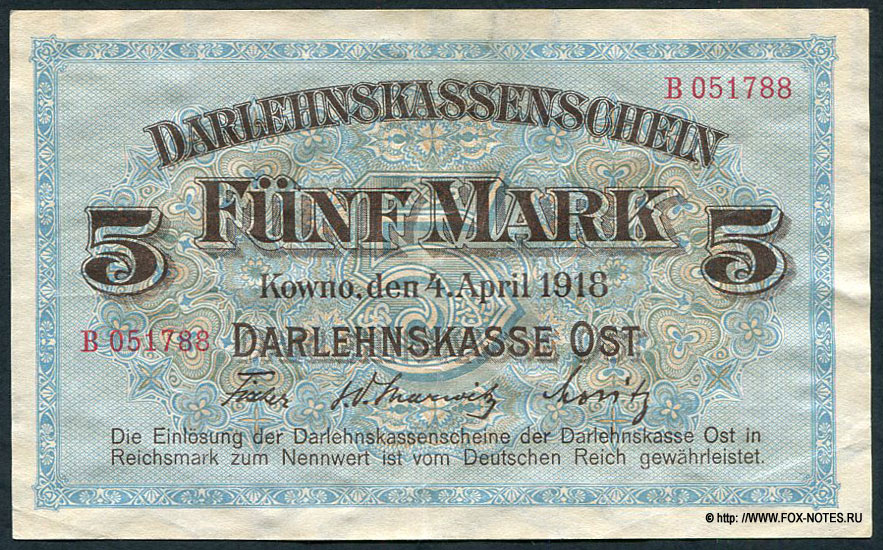 B 051788
DARLEHNSKASSENSCHEIN
5 FÜNF MARK 5
Kowno, den 4. April 1918
B 051788 DARLEHNSKASSE OST
Die Einlösung der Darlehnskassenscheine der Darlehnskasse Ost in
Reichsmark zum Nennwert ist vom Deutschen Reich gewährleistet.
© http: //WWW.FOX-NOTES.RU